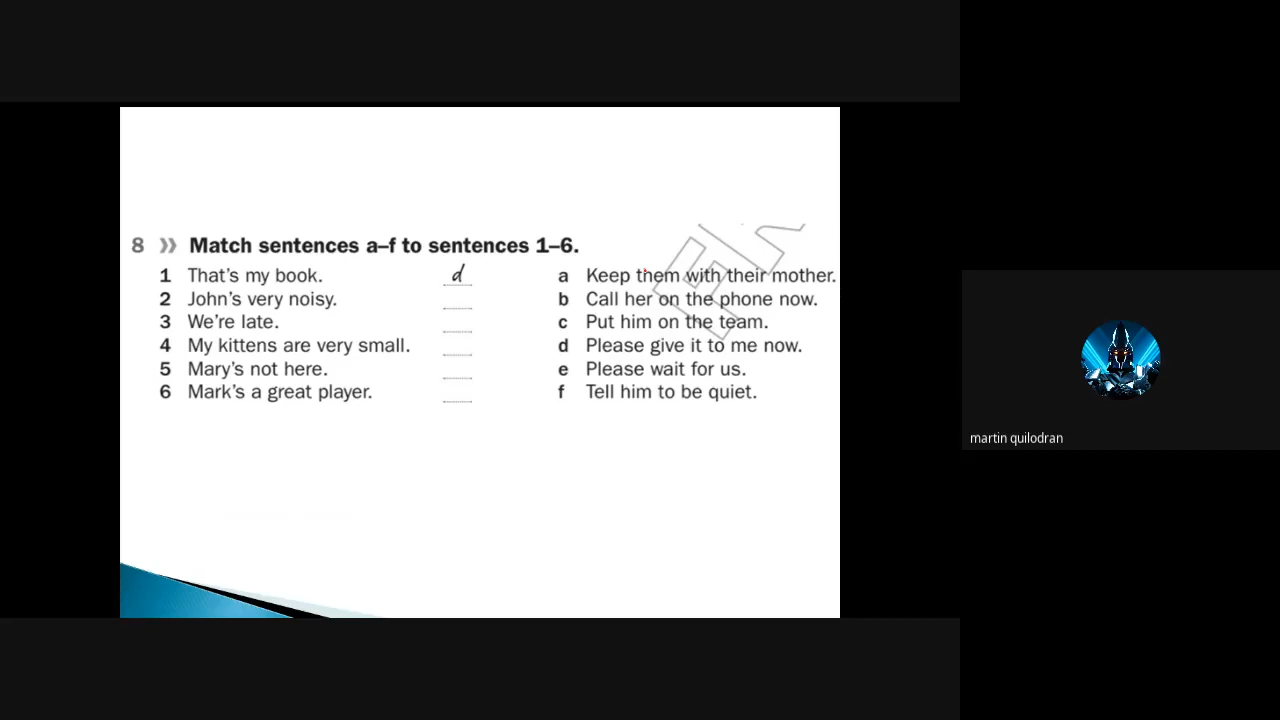 8 » Match sentences a–f to sentences 1–6.
1 That's my book. d
2 John's very noisy.
3 We're late.
4 My kittens are very small.
5 Mary's not here.
6 Mark's a great player.
a Keep them with their mother.
b Call her on the phone now.
c Put him on the team.
d Please give it to me now.
e Please wait for us.
f Tell him to be quiet.
martin quilodran